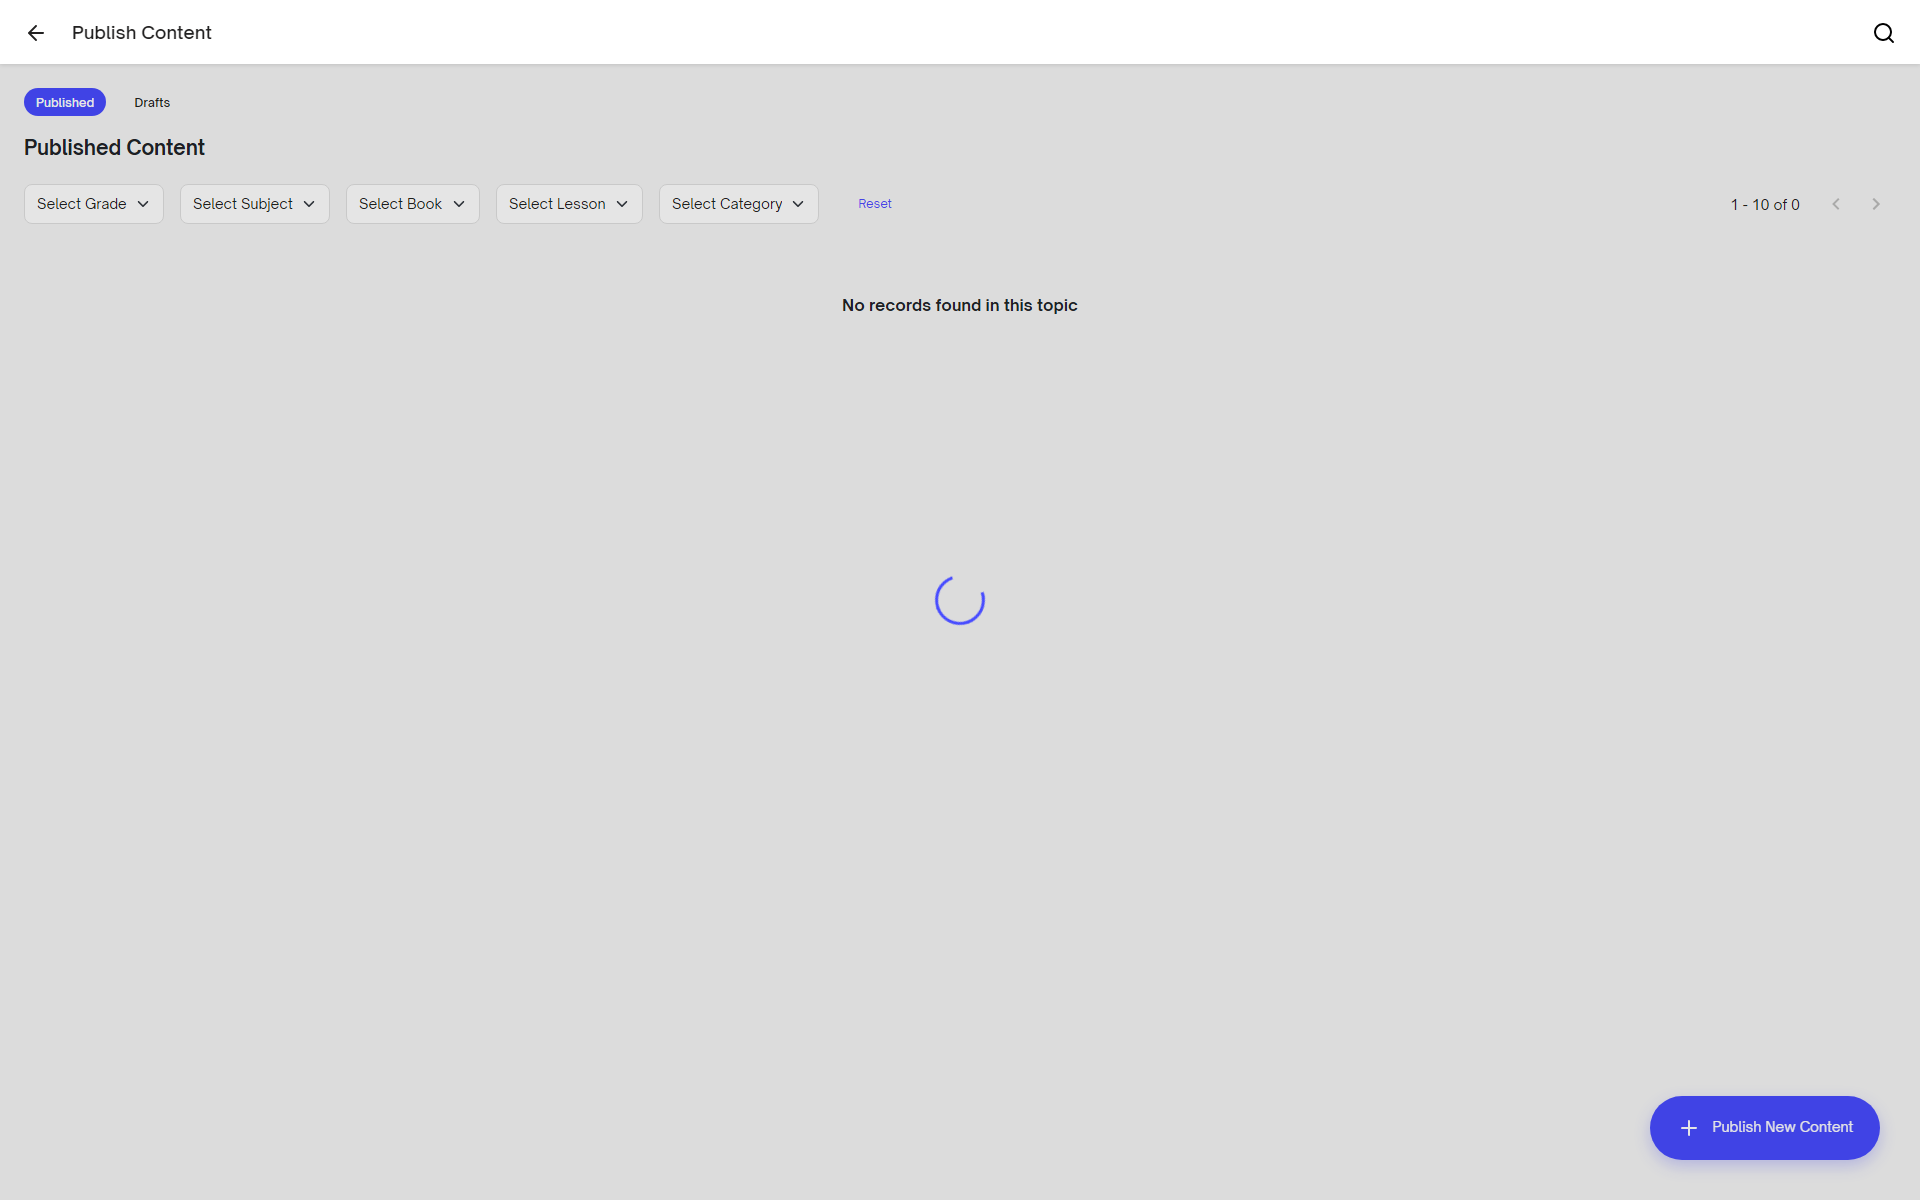 Publish Content
Published
Drafts
Published Content
Select Grade
Select Subject
Select Book
Select Lesson
Select Category
Reset
1 - 10 of 0
No records found in this topic
Publish New Content